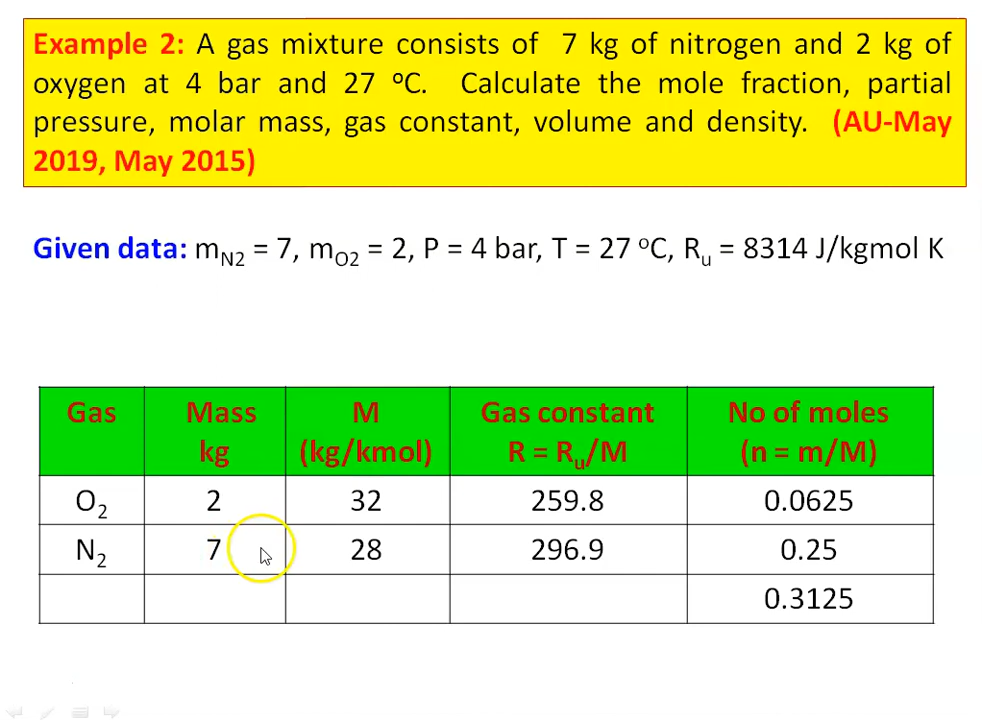 Example 2: A gas mixture consists of 7 kg of nitrogen and 2 kg of
oxygen at 4 bar and 27 ºC. Calculate the mole fraction, partial
pressure, molar mass, gas constant, volume and density. (AU-May
2019, May 2015)
Given data: mN2 = 7, mO2 = 2, P = 4 bar, T = 27 ºC, Ru = 8314 J/kgmol K
Gas Mass kg M (kg/kmol) Gas constant R = Ru/M No of moles (n = m/M)
O2 2 32 259.8 0.0625
N2 7 28 296.9 0.25
0.3125